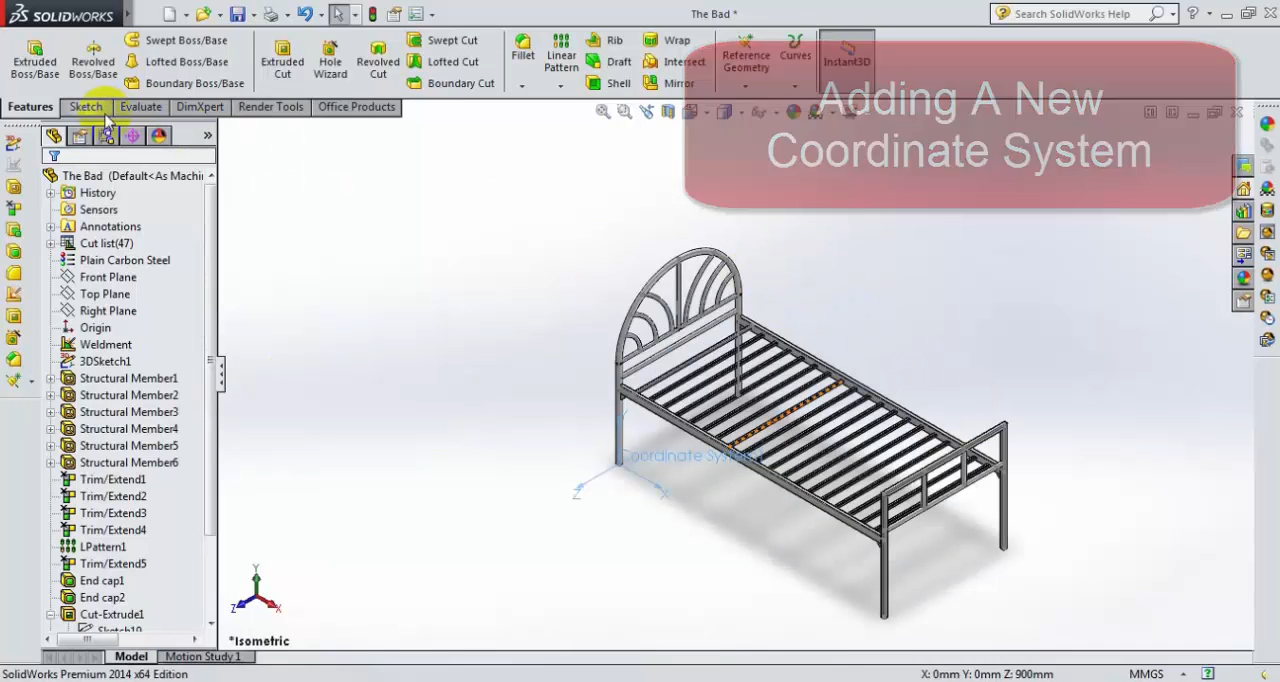 SOLIDWORKS
The Bad *
Search SolidWorks Help
Extruded Boss/Base
Revolved Boss/Base
Swept Boss/Base
Lofted Boss/Base
Boundary Boss/Base
Extruded Cut
Hole Wizard
Revolved Cut
Swept Cut
Lofted Cut
Boundary Cut
Fillet
Linear Pattern
Rib
Draft
Shell
Wrap
Intersect
Mirror
Reference Geometry
Curves
Instant3D
Adding A New
Coordinate System
Features
Sketch
Evaluate
DimXpert
Render Tools
Office Products
The Bad (Default<As Machi
History
Sensors
Annotations
Cut list(47)
Plain Carbon Steel
Front Plane
Top Plane
Right Plane
Origin
Weldment
3DSketch1
Structural Member1
Structural Member2
Structural Member3
Structural Member4
Structural Member5
Structural Member6
Trim/Extend1
Trim/Extend2
Trim/Extend3
Trim/Extend4
LPattern1
Trim/Extend5
End cap1
End cap2
Cut-Extrude1
Sketch19
Coordinate System1
Y
Z
X
Y
Z
X
*Isometric
Model
Motion Study 1
SolidWorks Premium 2014 x64 Edition
X: 0mm Y: 0mm Z: 900mm
MMGS